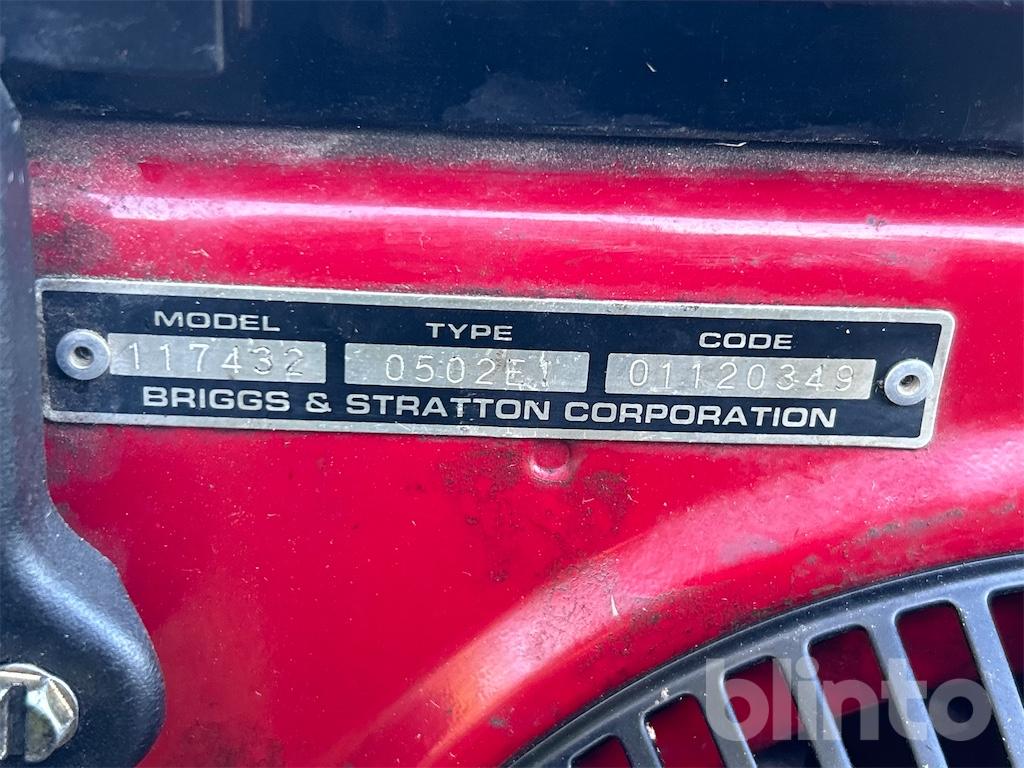 MODEL TYPE CODE
117432 0502E1 01120349
BRIGGS & STRATTON CORPORATION
blinto